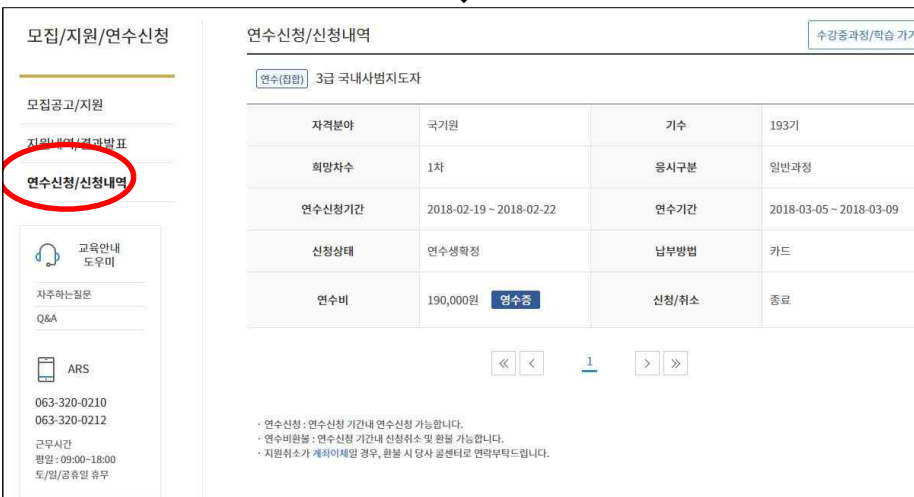 모집/지원/연수신청
모집공고/지원
지원내역/결과발표
연수신청/신청내역
교육안내
도우미
자주하는질문
Q&A
ARS
063-320-0210
063-320-0212
근무시간
평일 : 09:00~18:00
토/일/공휴일 휴무
연수신청/신청내역
수강중과정/학습 가기
연수(집합) 3급 국내사범지도자
자격분야 국기원 기수 193기
희망차수 1차 응시구분 일반과정
연수신청기간 2018-02-19 ~ 2018-02-22 연수기간 2018-03-05 ~ 2018-03-09
신청상태 연수생확정 납부방법 카드
연수비 190,000원 영수증 신청/취소 종료
« < 1 > »
· 연수신청 : 연수신청 기간내 연수신청 가능합니다.
· 연수비환불 : 연수신청 기간내 신청취소 및 환불 가능합니다.
· 지원취소가 계좌이체일 경우, 환불 시 당사 콜센터로 연락부탁드립니다.